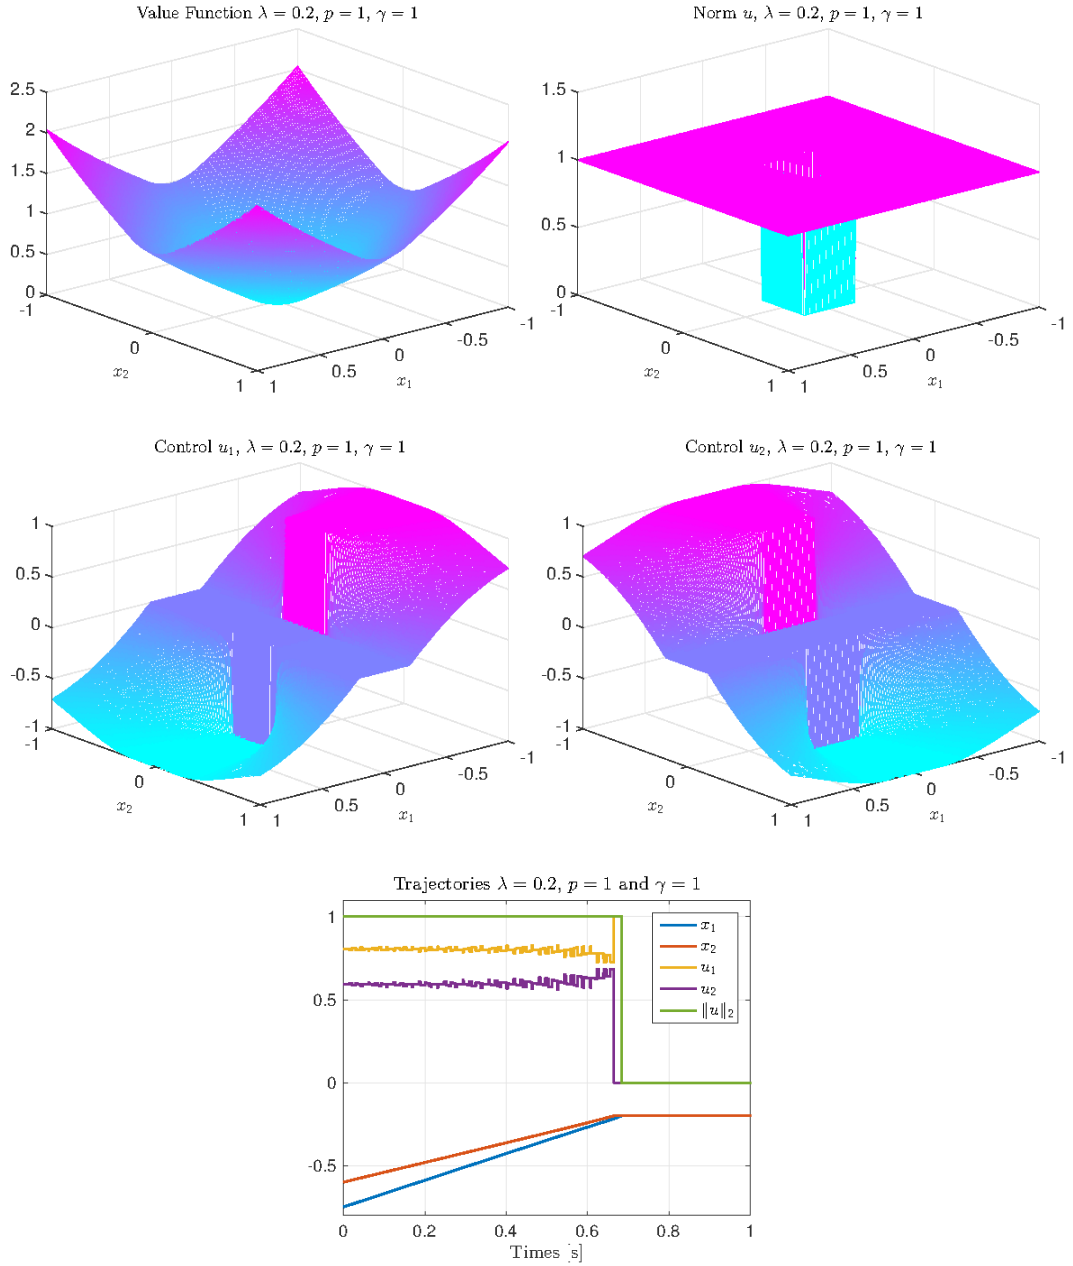 Value Function λ = 0.2, p = 1, γ = 1
2.5
2
1.5
1
0.5
0
-1
0
1
x₂
1
0.5
0
-0.5
-1
x₁
Norm u, λ = 0.2, p = 1, γ = 1
1.5
1
0.5
0
-1
0
1
x₂
1
0.5
0
-0.5
-1
x₁
Control u₁, λ = 0.2, p = 1, γ = 1
1
0.5
0
-0.5
-1
-1
0
1
x₂
1
0.5
0
-0.5
-1
x₁
Control u₂, λ = 0.2, p = 1, γ = 1
1
0.5
0
-0.5
-1
-1
0
1
x₂
1
0.5
0
-0.5
-1
x₁
Trajectories λ = 0.2, p = 1 and γ = 1
1
0.5
0
-0.5
x₁
x₂
u₁
u₂
‖u‖₂
0 0.2 0.4 0.6 0.8 1
Times [s]